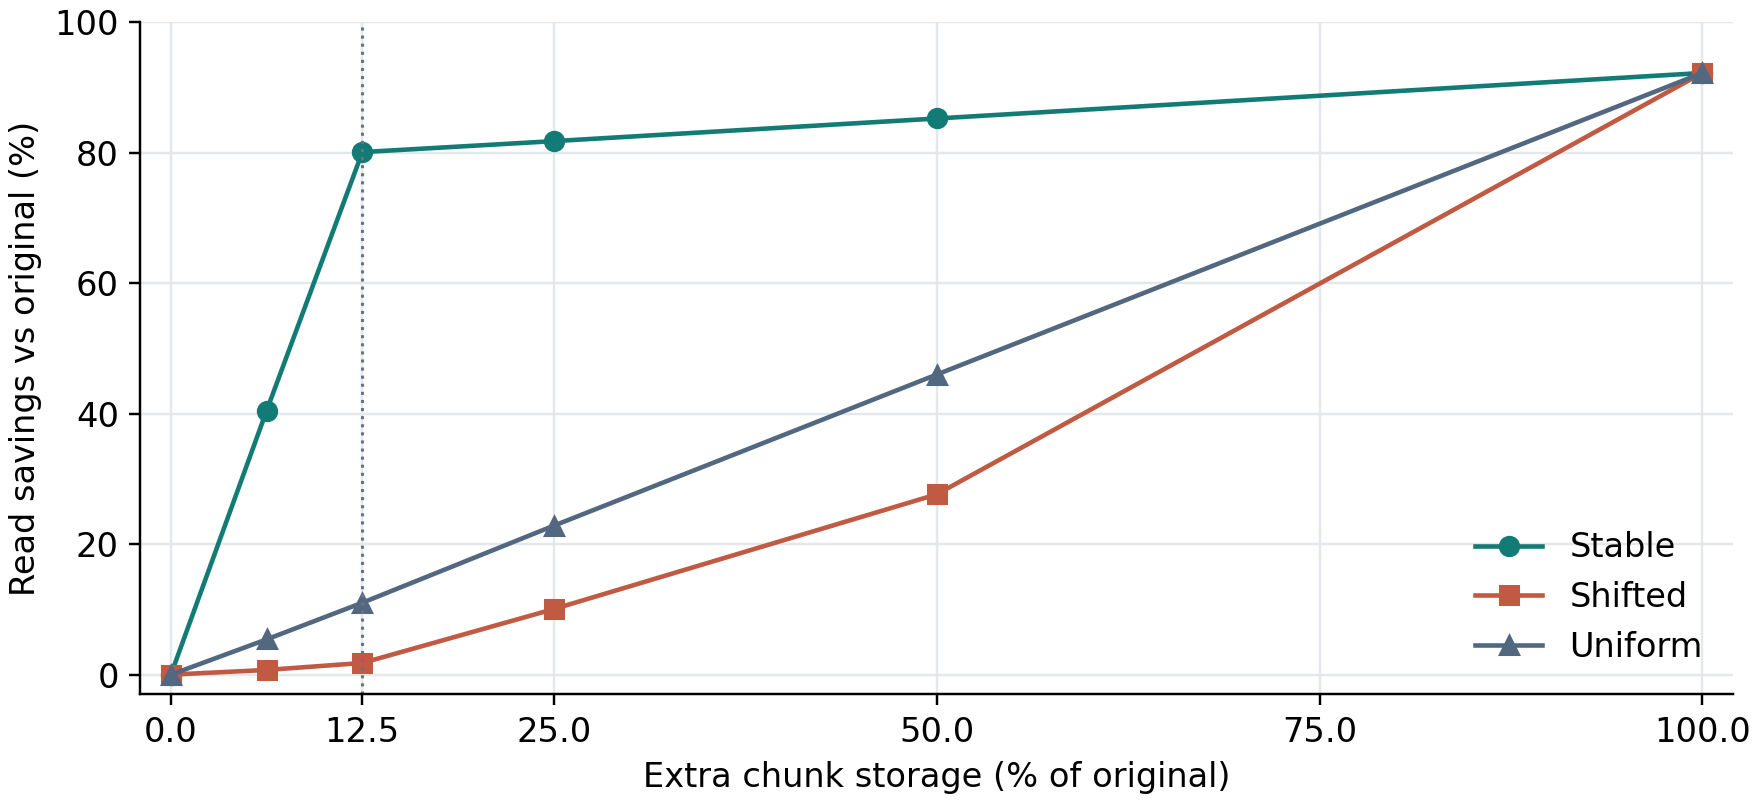 Read savings vs original (%)
100
80
60
40
20
0
Stable
Shifted
Uniform
0.0 12.5 25.0 50.0 75.0 100.0
Extra chunk storage (% of original)